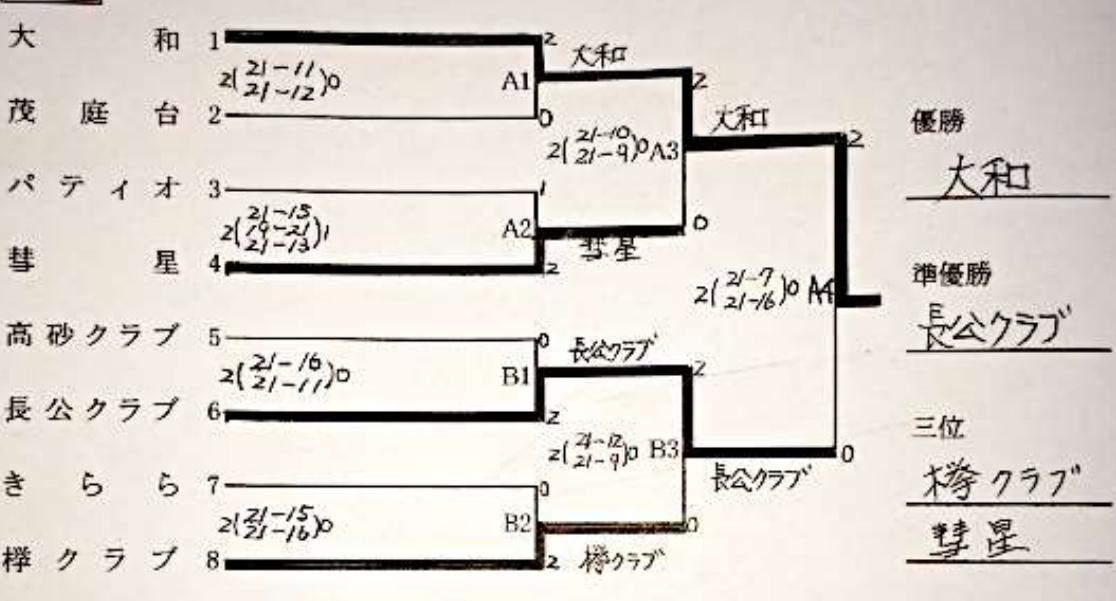 大和 1
2(21-11 21-12)0
茂庭台 2
A1
2
0
大和
パティオ 3
2(21-15 19-21 21-13)1
彗星 4
A2
1
2
彗星
2(21-10 21-9)0 A3
2
0
大和
高砂クラブ 5
2(21-16 21-11)0
長公クラブ 6
B1
0
2
長公クラブ
きらら 7
2(21-15 21-16)0
欅クラブ 8
B2
0
2
欅クラブ
2(21-12 21-9)0 B3
2
0
長公クラブ
2(21-7 21-16)0 A4
2
0
優勝
大和
準優勝
長公クラブ
三位
欅クラブ
彗星